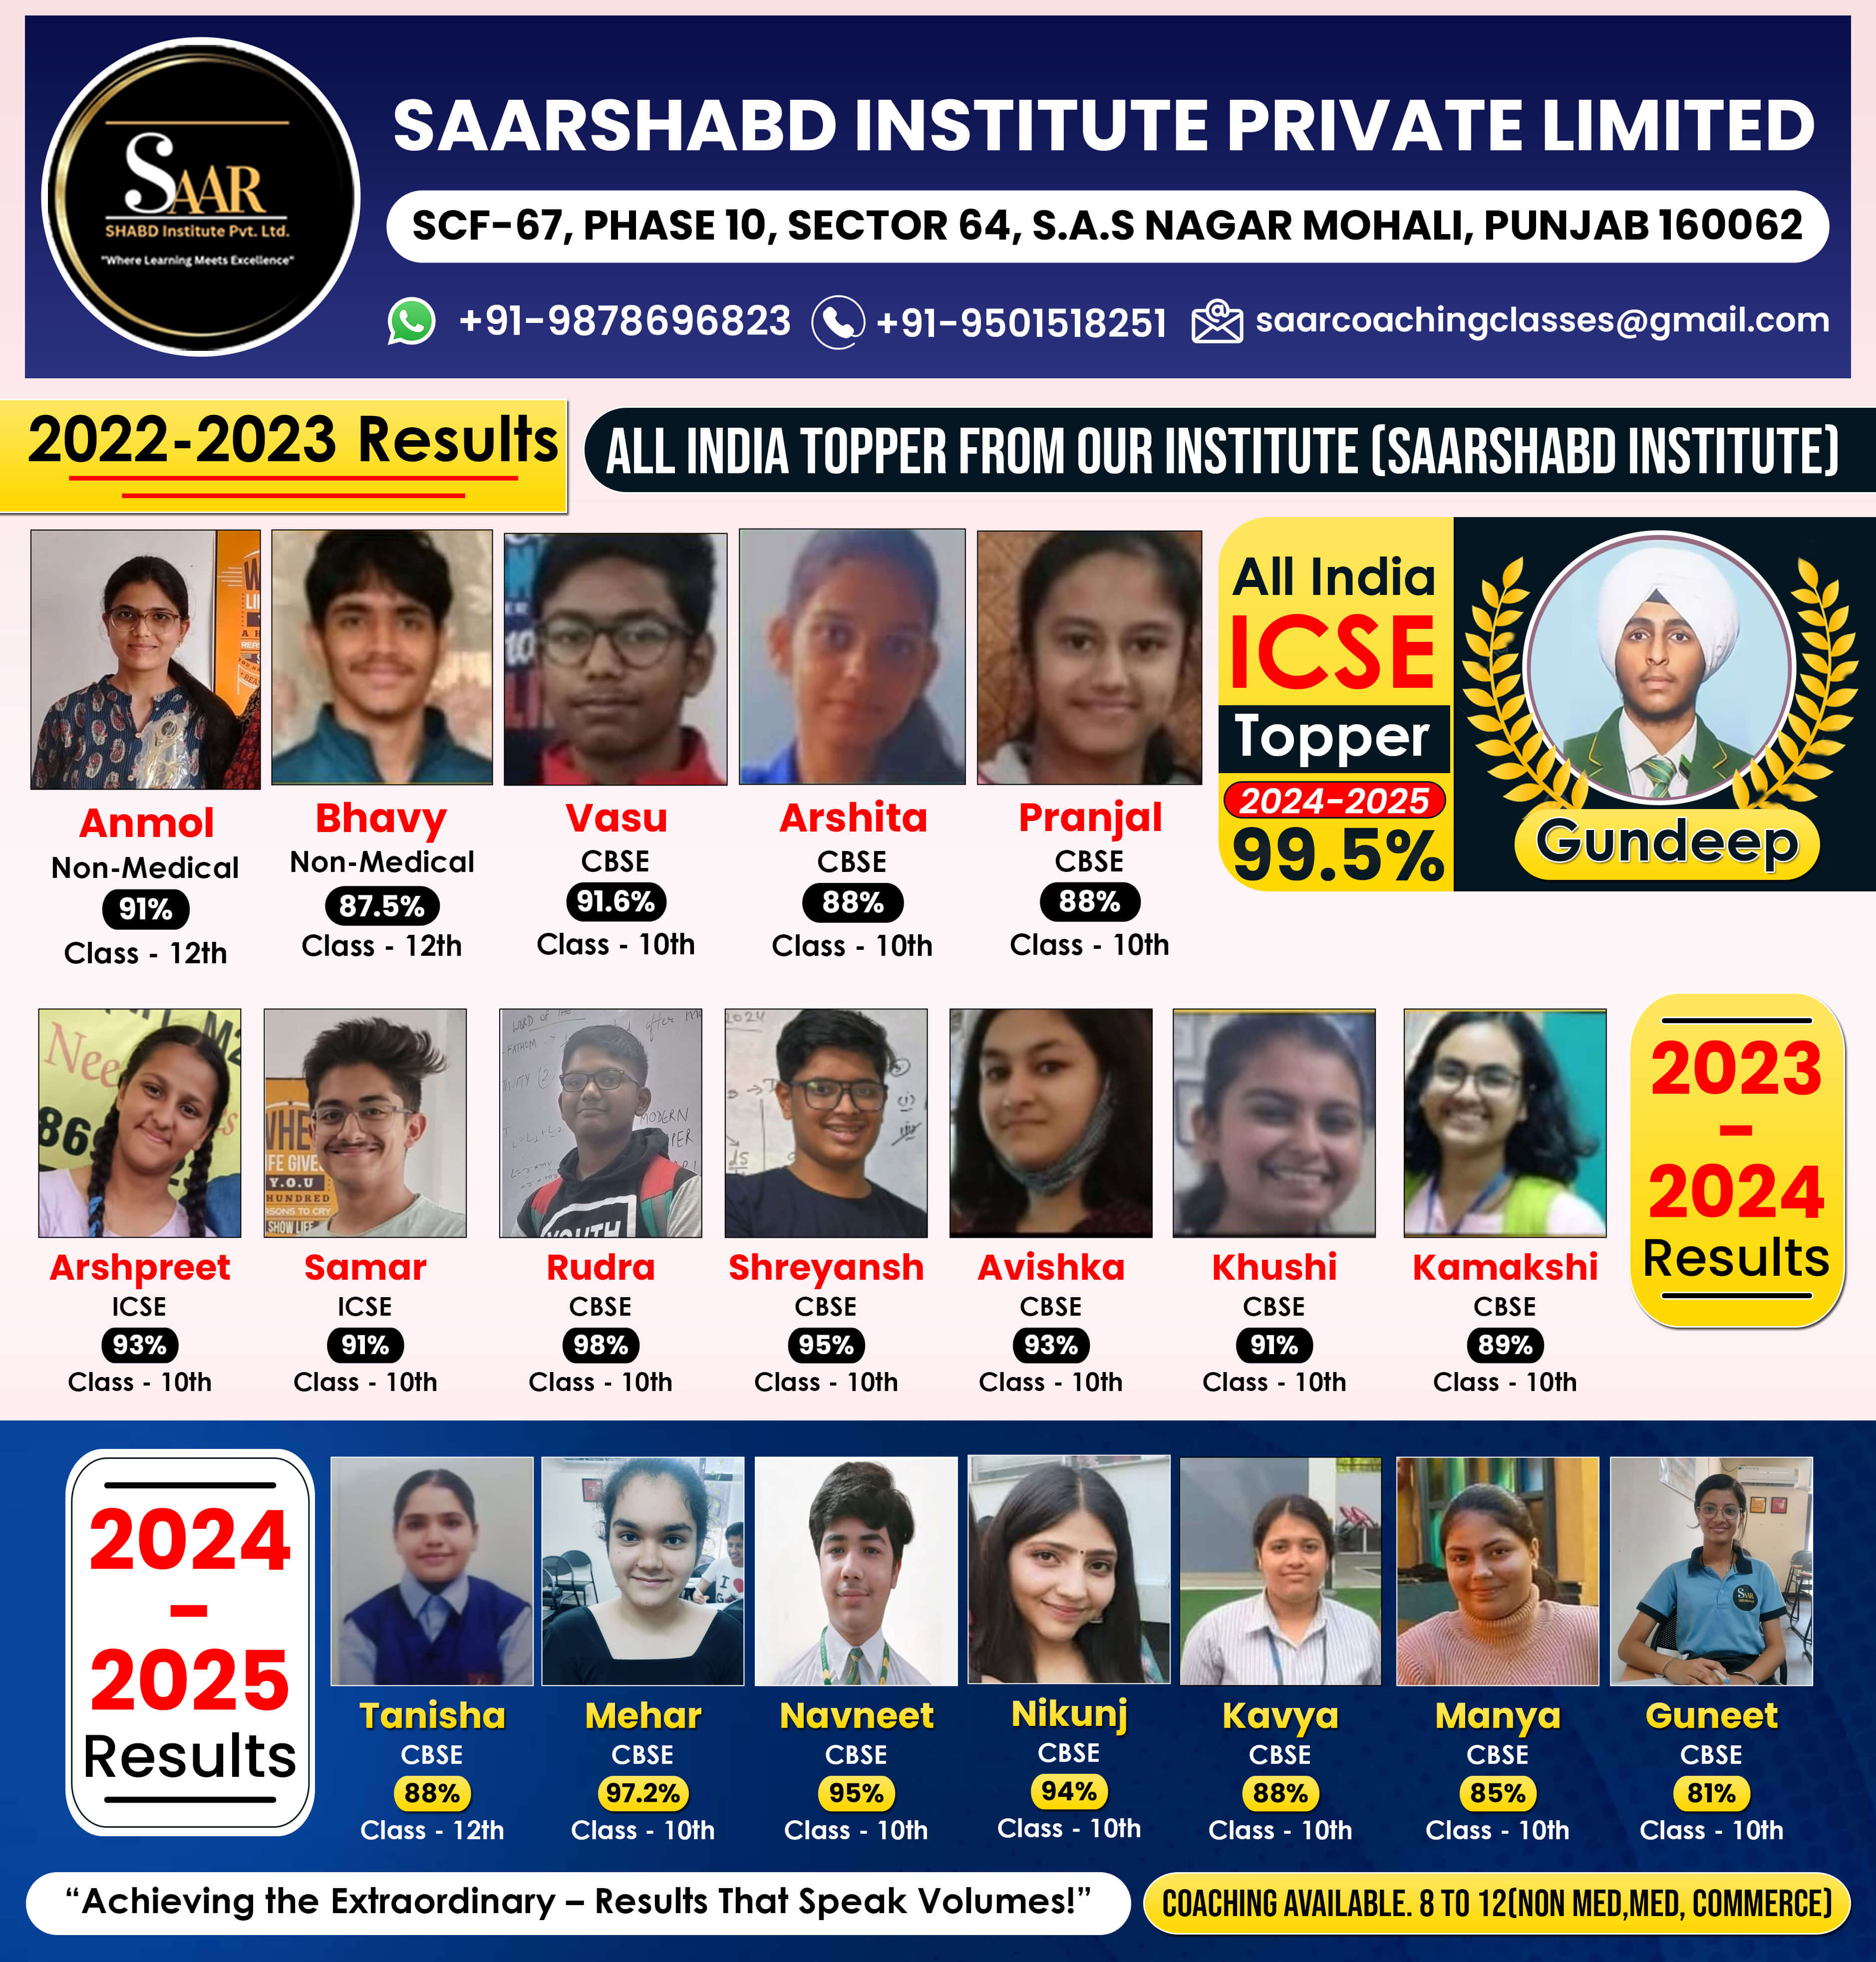 SAAR
SHABD Institute Pvt. Ltd.
"Where Learning Meets Excellence"
SAARSHABD INSTITUTE PRIVATE LIMITED
SCF-67, PHASE 10, SECTOR 64, S.A.S NAGAR MOHALI, PUNJAB 160062
+91-9878696823 +91-9501518251 saarcoachingclasses@gmail.com
2022-2023 Results
ALL INDIA TOPPER FROM OUR INSTITUTE (SAARSHABD INSTITUTE)
Anmol
Non-Medical
91%
Class - 12th
Bhavy
Non-Medical
87.5%
Class - 12th
Vasu
CBSE
91.6%
Class - 10th
Arshita
CBSE
88%
Class - 10th
Pranjal
CBSE
88%
Class - 10th
All India
ICSE
Topper
2024-2025
99.5%
Gundeep
Arshpreet
ICSE
93%
Class - 10th
Samar
ICSE
91%
Class - 10th
Rudra
CBSE
98%
Class - 10th
Shreyansh
CBSE
95%
Class - 10th
Avishka
CBSE
93%
Class - 10th
Khushi
CBSE
91%
Class - 10th
Kamakshi
CBSE
89%
Class - 10th
2023
-
2024
Results
2024
-
2025
Results
Tanisha
CBSE
88%
Class - 12th
Mehar
CBSE
97.2%
Class - 10th
Navneet
CBSE
95%
Class - 10th
Nikunj
CBSE
94%
Class - 10th
Kavya
CBSE
88%
Class - 10th
Manya
CBSE
85%
Class - 10th
Guneet
CBSE
81%
Class - 10th
“Achieving the Extraordinary – Results That Speak Volumes!”
COACHING AVAILABLE. 8 TO 12(NON MED,MED, COMMERCE)